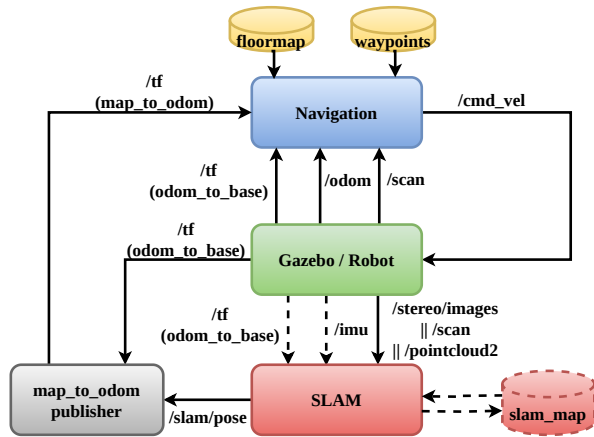 floormap
waypoints
/tf
(map_to_odom)
Navigation
/cmd_vel
/tf
(odom_to_base)
/odom
/scan
/tf
(odom_to_base)
Gazebo / Robot
/tf
(odom_to_base)
/imu
/stereo/images
|| /scan
|| /pointcloud2
map_to_odom
publisher
/slam/pose
SLAM
slam_map